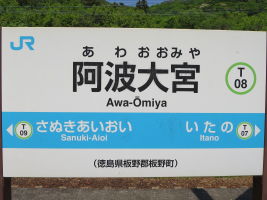 JR
あわおおみや
阿波大宮
Awa-Ōmiya
T
08
T
09
さぬきあいおい
Sanuki-Aioi
いたの
Itano
T
07
(徳島県板野郡板野町)